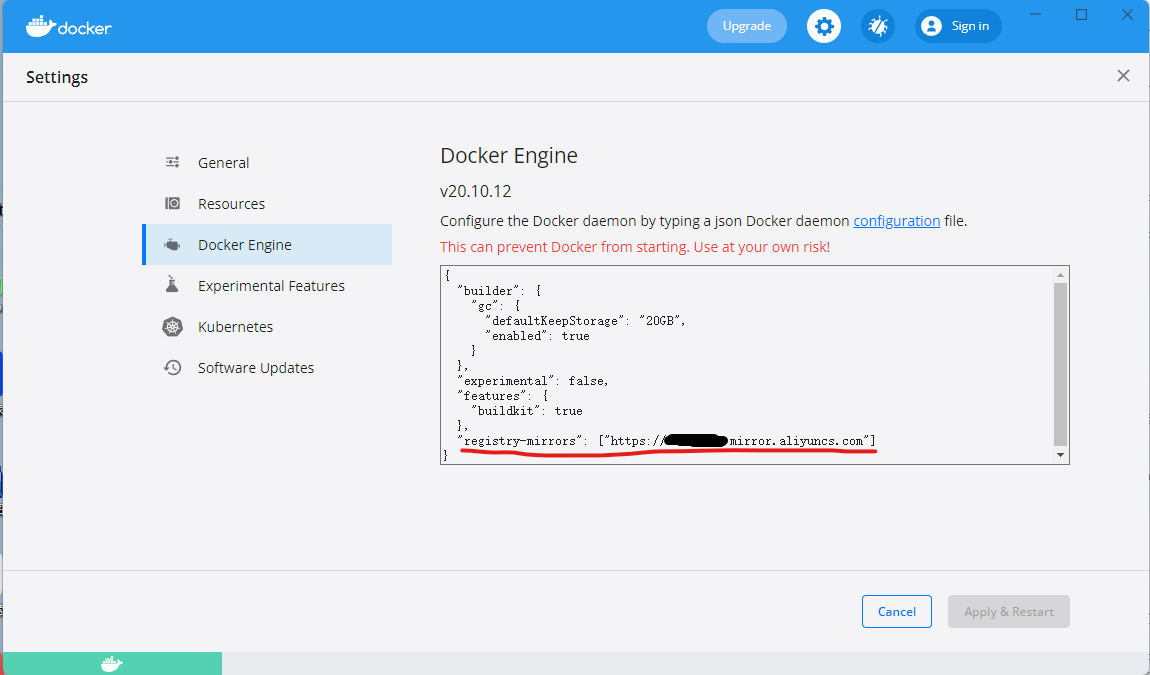 docker
Upgrade
Sign in
Settings
General
Resources
Docker Engine
Experimental Features
Kubernetes
Software Updates
Docker Engine
v20.10.12
Configure the Docker daemon by typing a json Docker daemon configuration file.
This can prevent Docker from starting. Use at your own risk!
{
"builder": {
"gc": {
"defaultKeepStorage": "20GB",
"enabled": true
}
},
"experimental": false,
"features": {
"buildkit": true
},
"registry-mirrors": ["https:// mirror.aliyuncs.com"]
}
Cancel
Apply & Restart